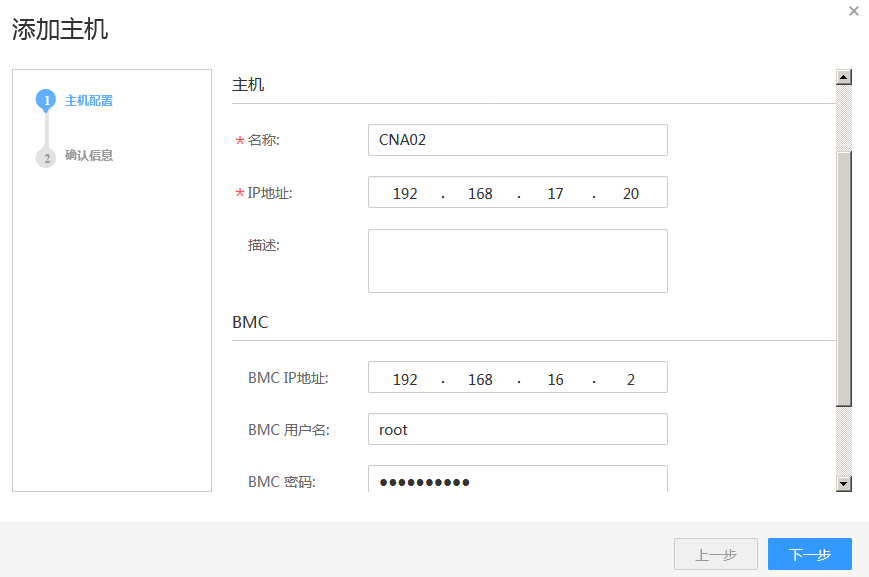 添加主机
1 主机配置
2 确认信息
主机
* 名称: CNA02
* IP地址: 192 . 168 . 17 . 20
描述:
BMC
BMC IP地址: 192 . 168 . 16 . 2
BMC 用户名: root
BMC 密码: ●●●●●●●●●●
上一步 下一步